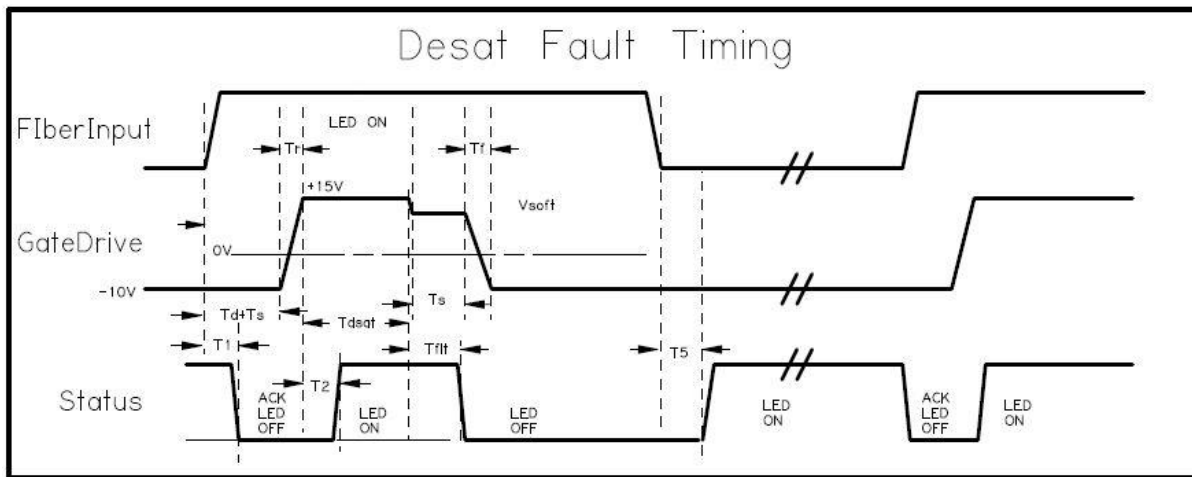 Desat Fault Timing
FIberInput
LED ON
Tr
Tf
+15V
Vsoft
GateDrive
0V
-10V
Td+Ts
Ts
Tdsat
T1
Tflt
T5
T2
Status
ACK
LED
OFF
LED
ON
LED
OFF
LED
ON
ACK
LED
OFF
LED
ON